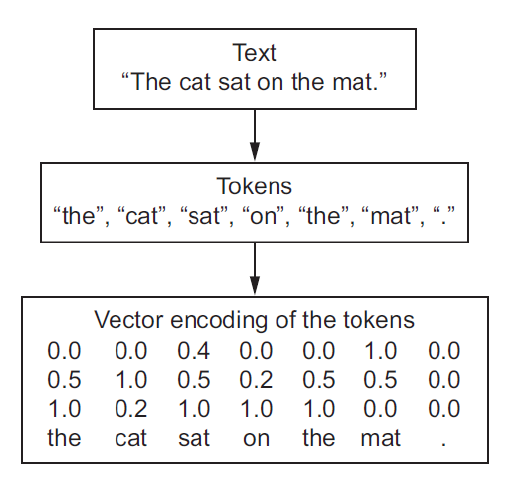 Text
“The cat sat on the mat.”
Tokens
“the”, “cat”, “sat”, “on”, “the”, “mat”, “.”
Vector encoding of the tokens
0.0 0.0 0.4 0.0 0.0 1.0 0.0
0.5 1.0 0.5 0.2 0.5 0.5 0.0
1.0 0.2 1.0 1.0 1.0 0.0 0.0
the cat sat on the mat .